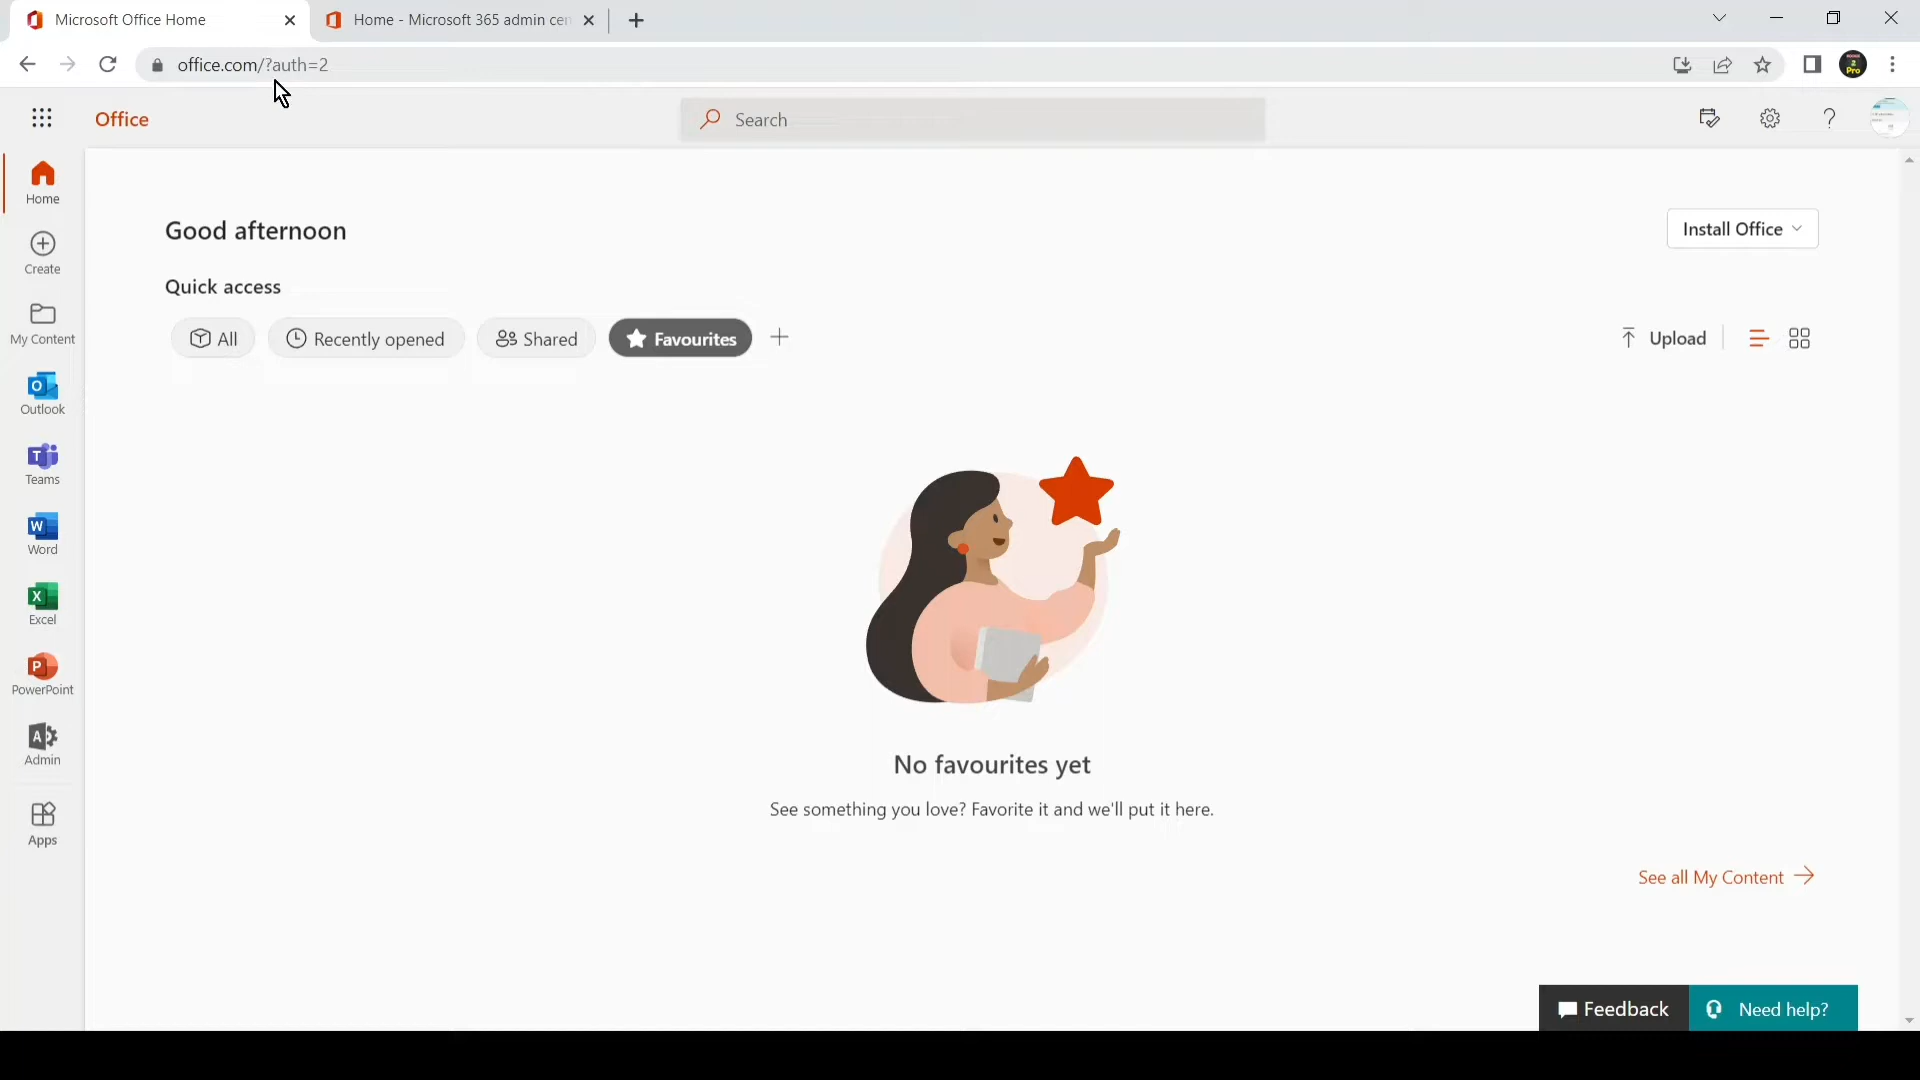 Microsoft Office Home
Home - Microsoft 365 admin cen
office.com/?auth=2
2
Pro
Office
Search
Home
Good afternoon
Install Office
Create
Quick access
My Content
All
Recently opened
Shared
Favourites
Upload
Outlook
Teams
Word
Excel
PowerPoint
Admin
No favourites yet
Apps
See something you love? Favorite it and we'll put it here.
See all My Content
Feedback
Need help?